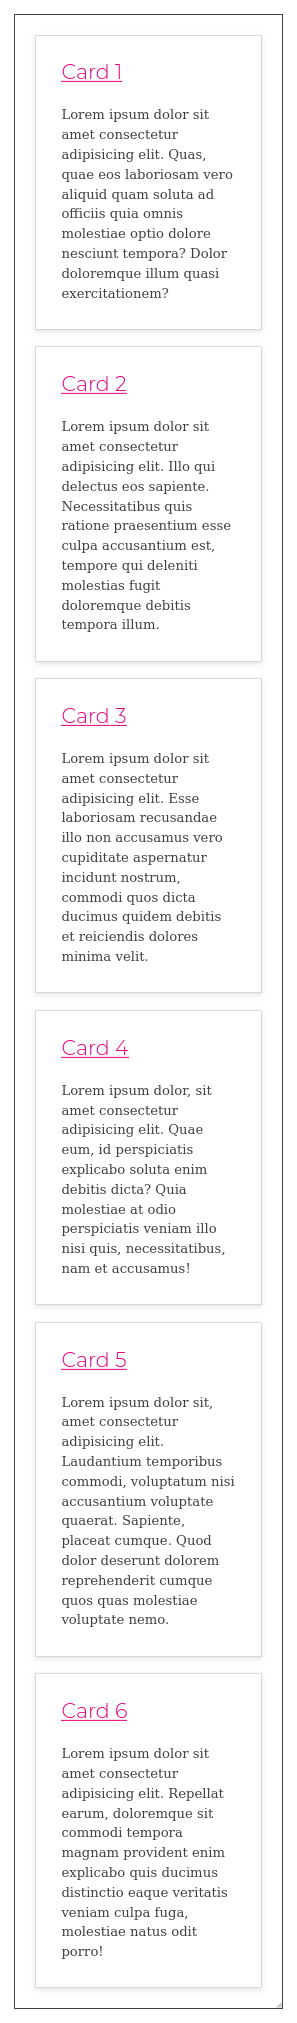 Card 1
Lorem ipsum dolor sit
amet consectetur
adipisicing elit. Quas,
quae eos laboriosam vero
aliquid quam soluta ad
officiis quia omnis
molestiae optio dolore
nesciunt tempora? Dolor
doloremque illum quasi
exercitationem?
Card 2
Lorem ipsum dolor sit
amet consectetur
adipisicing elit. Illo qui
delectus eos sapiente.
Necessitatibus quis
ratione praesentium esse
culpa accusantium est,
tempore qui deleniti
molestias fugit
doloremque debitis
tempora illum.
Card 3
Lorem ipsum dolor sit
amet consectetur
adipisicing elit. Esse
laboriosam recusandae
illo non accusamus vero
cupiditate aspernatur
incidunt nostrum,
commodi quos dicta
ducimus quidem debitis
et reiciendis dolores
minima velit.
Card 4
Lorem ipsum dolor, sit
amet consectetur
adipisicing elit. Quae
eum, id perspiciatis
explicabo soluta enim
debitis dicta? Quia
molestiae at odio
perspiciatis veniam illo
nisi quis, necessitatibus,
nam et accusamus!
Card 5
Lorem ipsum dolor sit,
amet consectetur
adipisicing elit.
Laudantium temporibus
commodi, voluptatum nisi
accusantium voluptate
quaerat. Sapiente,
placeat cumque. Quod
dolor deserunt dolorem
reprehenderit cumque
quos quas molestiae
voluptate nemo.
Card 6
Lorem ipsum dolor sit
amet consectetur
adipisicing elit. Repellat
earum, doloremque sit
commodi tempora
magnam provident enim
explicabo quis ducimus
distinctio eaque veritatis
veniam culpa fuga,
molestiae natus odit
porro!